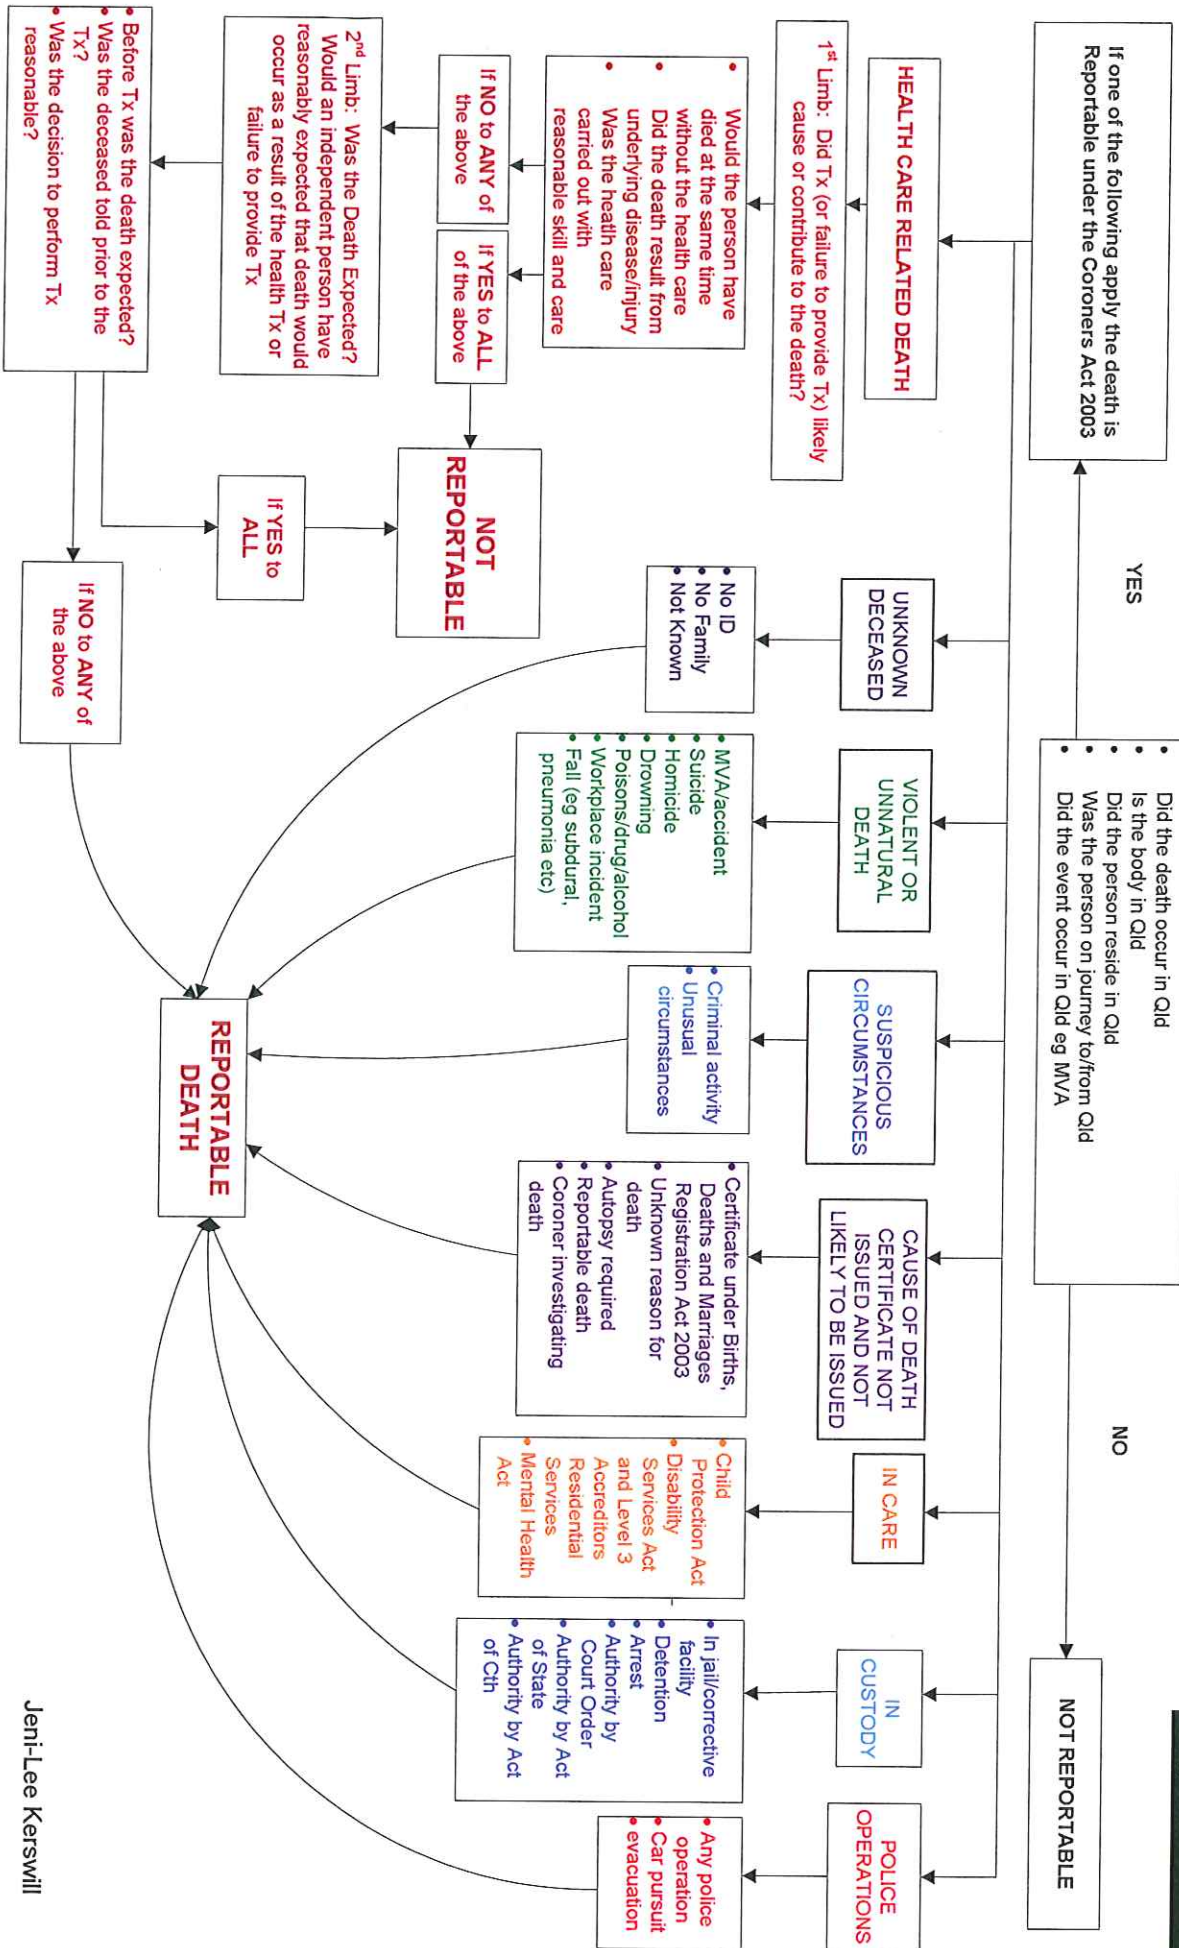 • Did the death occur in Qld
• Is the body in Qld
• Did the person reside in Qld
• Was the person on journey to/from Qld
• Did the event occur in Qld eg MVA
YES
NO
If one of the following apply the death is
Reportable under the Coroners Act 2003
NOT REPORTABLE
HEALTH CARE RELATED DEATH
UNKNOWN
DECEASED
VIOLENT OR
UNNATURAL
DEATH
SUSPICIOUS
CIRCUMSTANCES
CAUSE OF DEATH
CERTIFICATE NOT
ISSUED AND NOT
LIKELY TO BE ISSUED
IN CARE
IN
CUSTODY
POLICE
OPERATIONS
1st Limb: Did Tx (or failure to provide Tx) likely
cause or contribute to the death?
• Would the person have
died at the same time
without the health care
• Did the death result from
underlying disease/injury
• Was the heath care
carried out with
reasonable skill and care
• No ID
• No Family
• Not Known
• MVA/accident
• Suicide
• Homicide
• Drowning
• Poisons/drug/alcohol
• Workplace incident
• Fall (eg subdural,
pneumonia etc)
• Criminal activity
• Unusual
circumstances
• Certificate under Births,
Deaths and Marriages
Registration Act 2003
• Unknown reason for
death
• Autopsy required
• Reportable death
• Coroner investigating
death
• Child
Protection Act
• Disability
Services Act
and Level 3
Accreditors
Residential
Services
• Mental Health
Act
• In jail/corrective
facility
• Detention
• Arrest
• Authority by
Court Order
• Authority by Act
of State
• Authority by Act
of Cth
• Any police
operation
• Car pursuit
• evacuation
If NO to ANY of
the above
If YES to ALL
of the above
NOT
REPORTABLE
2nd Limb: Was the Death Expected?
Would an independent person have
reasonably expected that death would
occur as a result of the health Tx or
failure to provide Tx
If YES to
ALL
• Before Tx was the death expected?
• Was the deceased told prior to the
Tx?
• Was the decision to perform Tx
reasonable?
If NO to ANY of
the above
REPORTABLE
DEATH
Jeni-Lee Kerswill